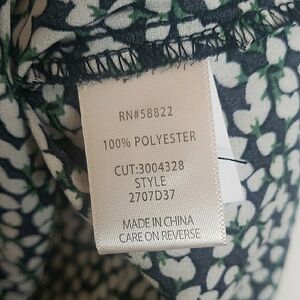 RN#58822
100% POLYESTER
CUT:3004328
STYLE
2707D37
MADE IN CHINA
CARE ON REVERSE